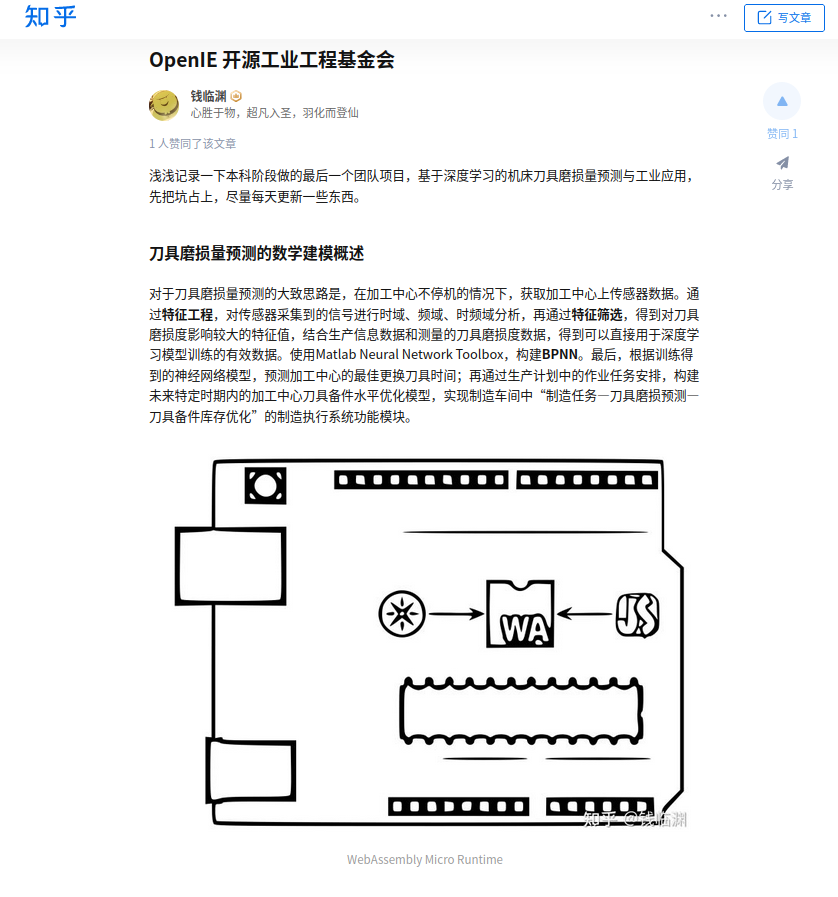 知乎
写文章
OpenIE 开源工业工程基金会
钱临渊
心胜于物，超凡入圣，羽化而登仙
1 人赞同了该文章
赞同 1
分享
浅浅记录一下本科阶段做的最后一个团队项目，基于深度学习的机床刀具磨损量预测与工业应用，
先把坑占上，尽量每天更新一些东西。
刀具磨损量预测的数学建模概述
对于刀具磨损量预测的大致思路是，在加工中心不停机的情况下，获取加工中心上传感器数据。通
过特征工程，对传感器采集到的信号进行时域、频域、时频域分析，再通过特征筛选，得到对刀具
磨损度影响较大的特征值，结合生产信息数据和测量的刀具磨损度数据，得到可以直接用于深度学
习模型训练的有效数据。使用Matlab Neural Network Toolbox，构建BPNN。最后，根据训练得
到的神经网络模型，预测加工中心的最佳更换刀具时间；再通过生产计划中的作业任务安排，构建
未来特定时期内的加工中心刀具备件水平优化模型，实现制造车间中“制造任务—刀具磨损预测—
刀具备件库存优化”的制造执行系统功能模块。
WA
JS
知乎 @钱临渊
WebAssembly Micro Runtime